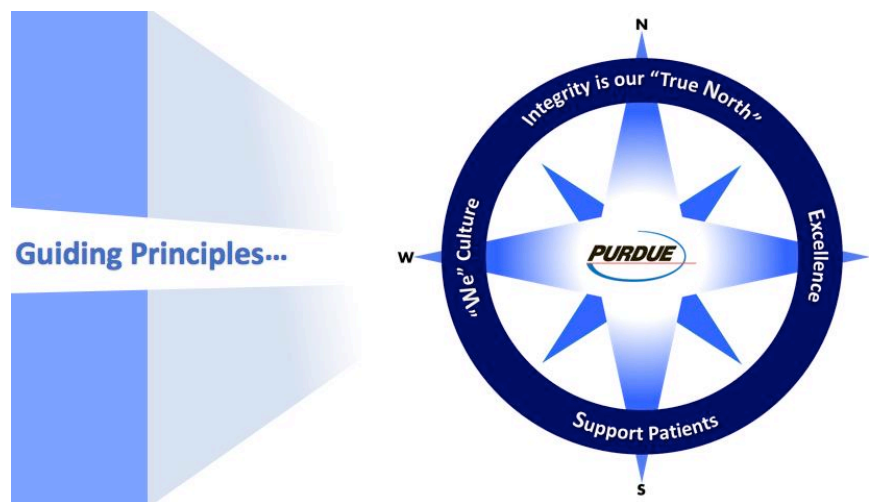 Guiding Principles...
N
Integrity is our "True North"
W
"We" Culture
PURDUE
Excellence
Support Patients
S